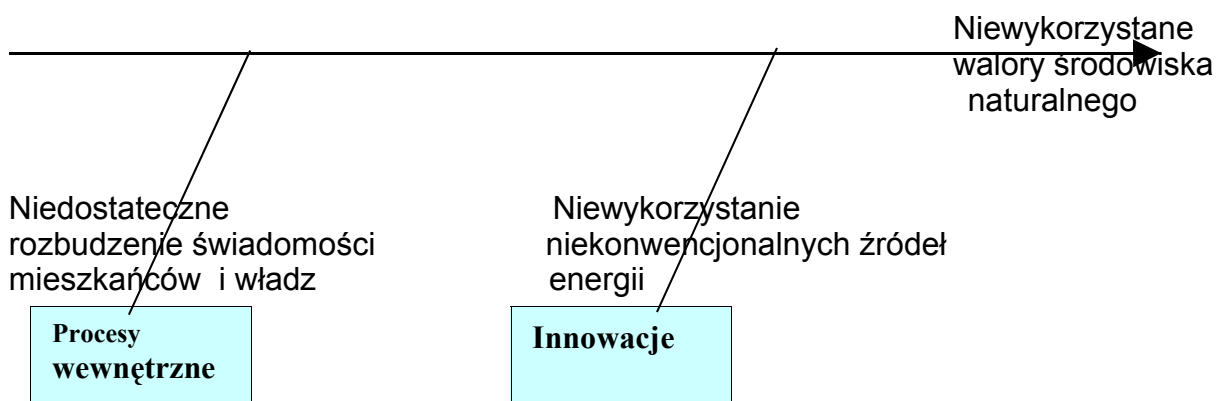 Niewykorzystane
walory środowiska
naturalnego
Niedostateczne
rozbudzenie świadomości
mieszkańców i władz
Niewykorzystanie
niekonwencjonalnych źródeł
energii
Procesy
wewnętrzne
Innowacje